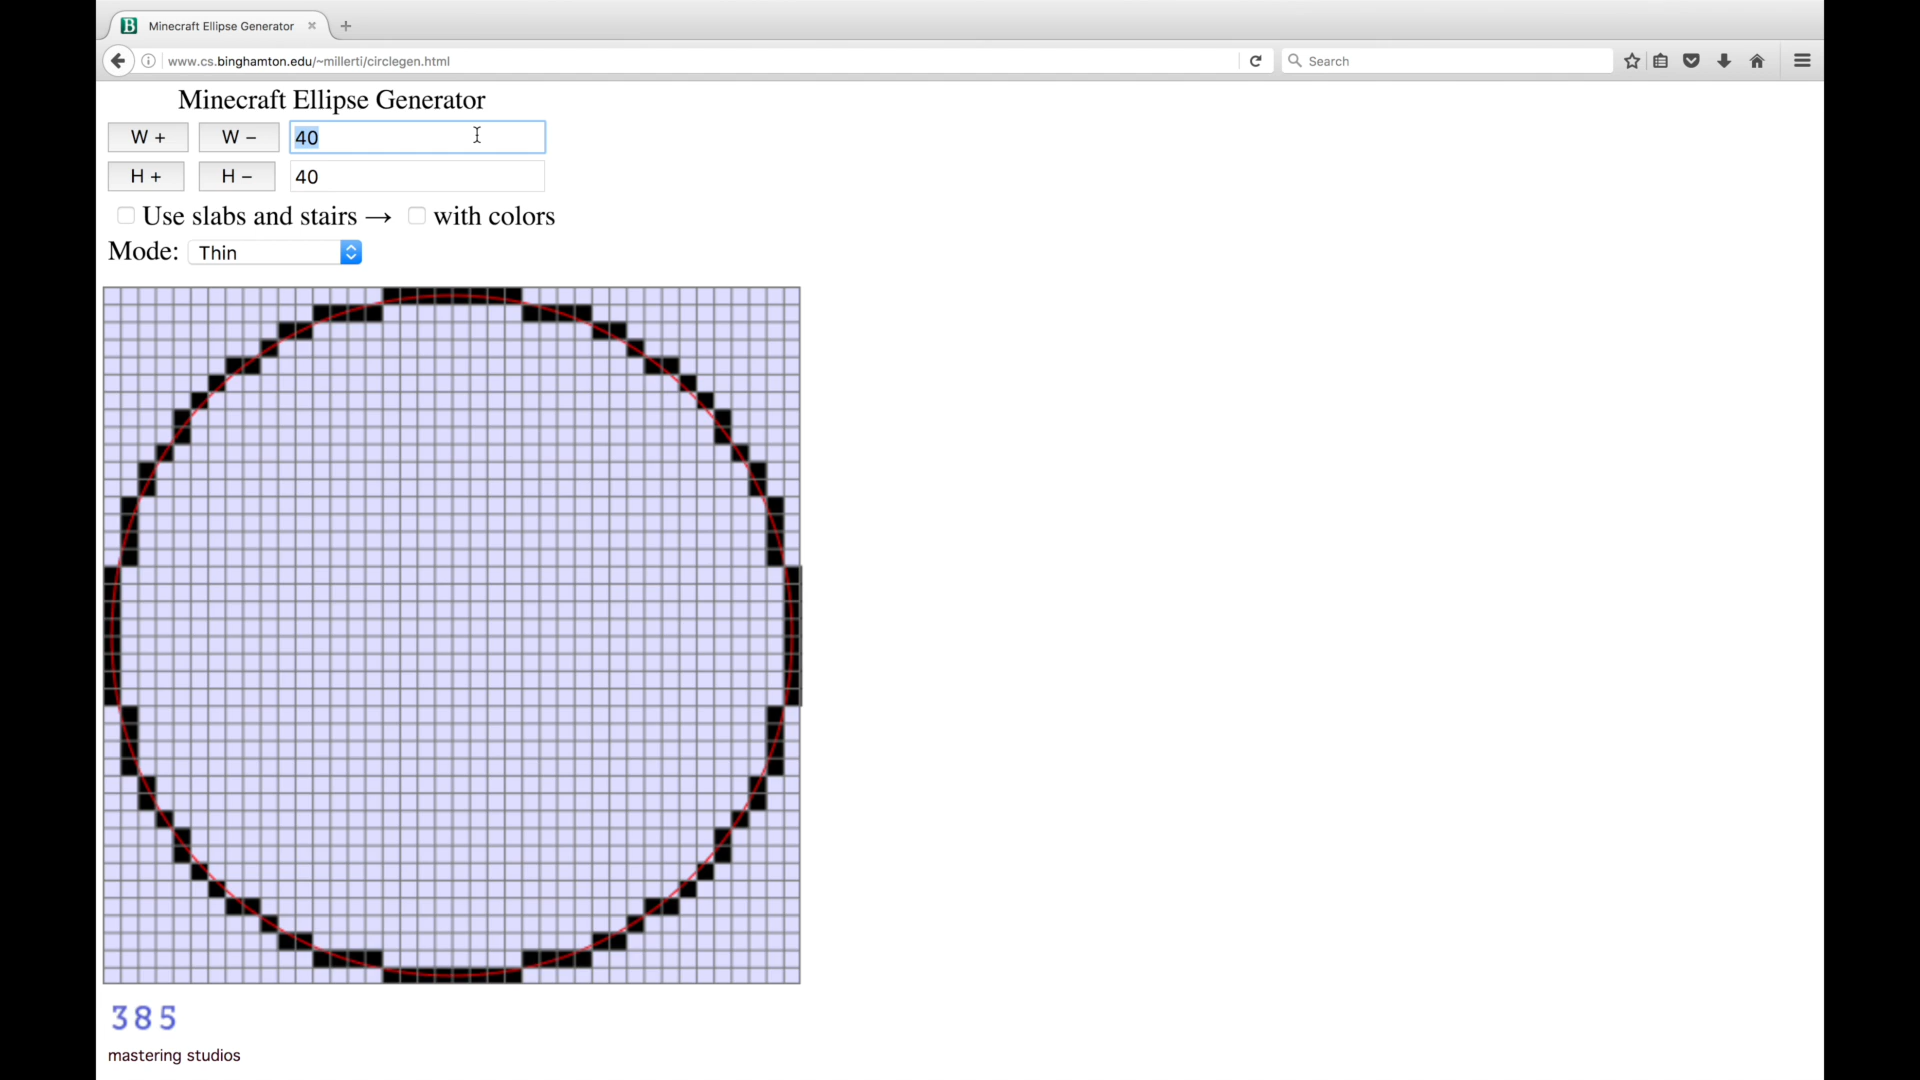 Minecraft Ellipse Generator
www.cs.binghamton.edu/~millerti/circlegen.html
Search
Minecraft Ellipse Generator
W + W − 40
H + H − 40
Use slabs and stairs → with colors
Mode: Thin
385
mastering studios